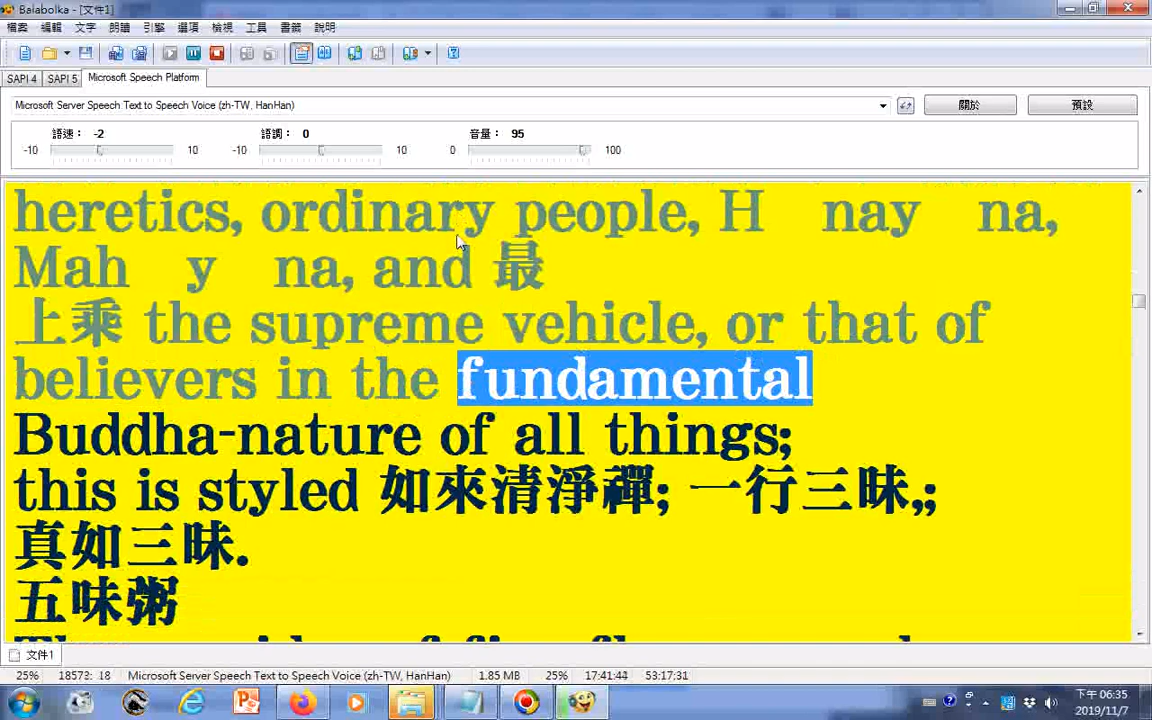 Balabolka - [文件1]
檔案 編輯 文字 朗讀 引擎 選項 檢視 工具 書籤 說明
SAPI 4 SAPI 5 Microsoft Speech Platform
Microsoft Server Speech Text to Speech Voice (zh-TW, HanHan) 關於 預設
語速： -2 語調： 0 音量： 95
-10 10 -10 10 0 100
heretics, ordinary people, H nay na,
Mah y na, and 最
上乘 the supreme vehicle, or that of
believers in the fundamental
Buddha-nature of all things;
this is styled 如來清淨禪; 一行三昧,;
真如三昧.
五味粥
文件1
25% 18572: 18 Microsoft Server Speech Text to Speech Voice (zh-TW, HanHan) 1.85 MB 25% 17:41:44 53:17:31
下午 06:35
2019/11/7